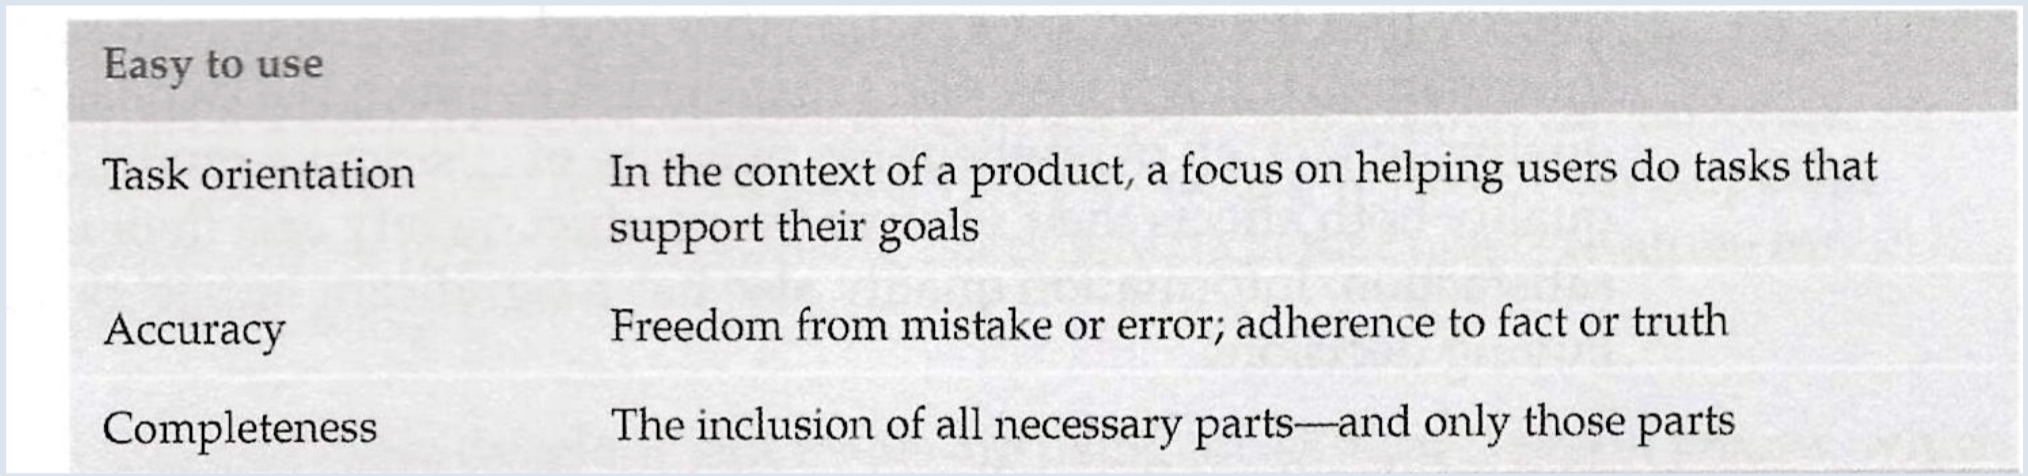 Easy to use
Task orientation In the context of a product, a focus on helping users do tasks that
support their goals
Accuracy Freedom from mistake or error; adherence to fact or truth
Completeness The inclusion of all necessary parts—and only those parts